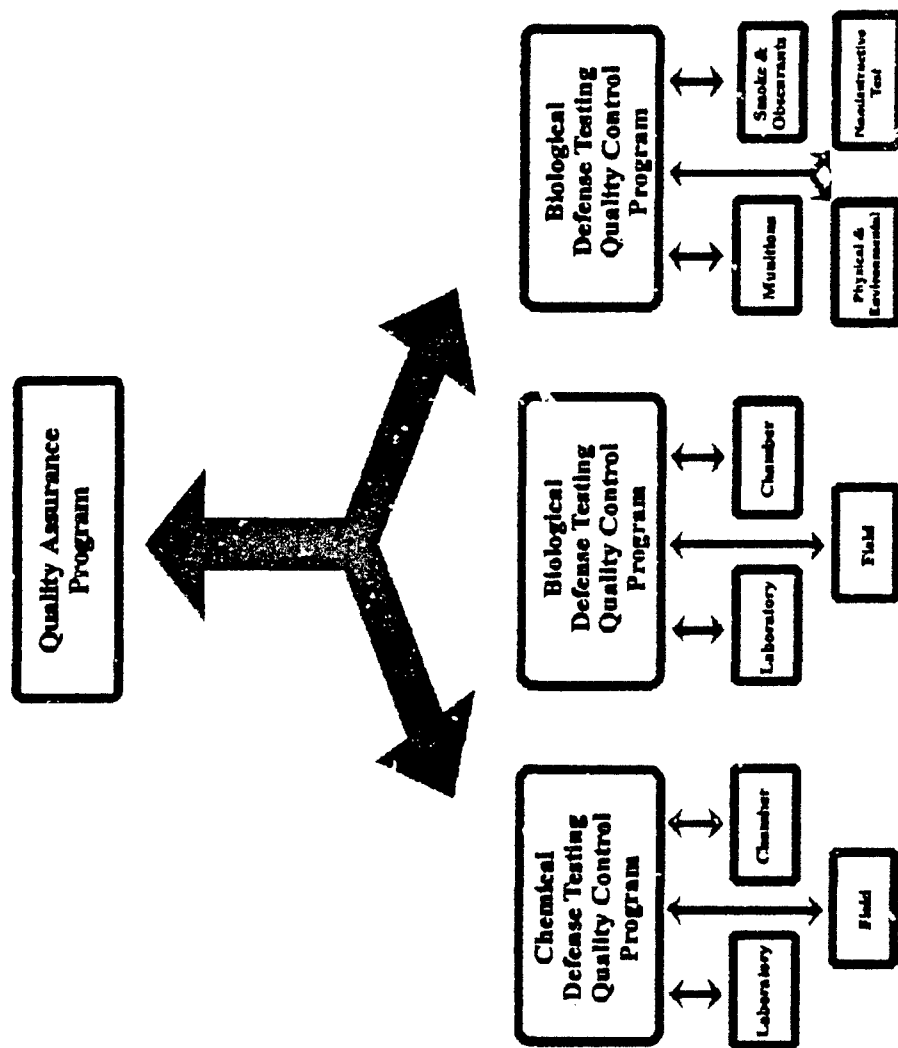 Quality Assurance
Program
Chemical
Defense Testing
Quality Control
Program
Laboratory
Chamber
Field
Biological
Defense Testing
Quality Control
Program
Laboratory
Chamber
Field
Biological
Defense Testing
Quality Control
Program
Munitions
Smoke &
Obscurants
Physical &
Environmental
Nondestructive
Test